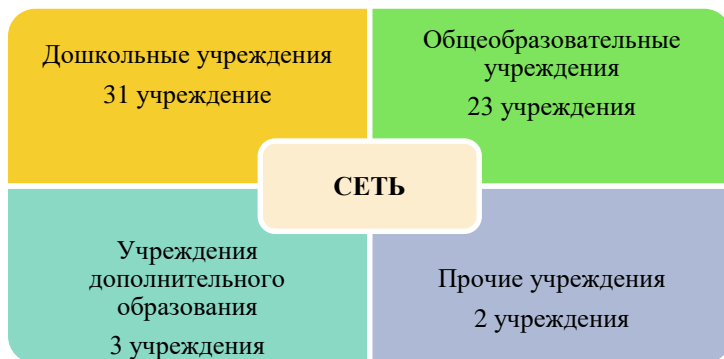 Дошкольные учреждения
31 учреждение
Общеобразовательные
учреждения
23 учреждения
СЕТЬ
Учреждения
дополнительного
образования
3 учреждения
Прочие учреждения
2 учреждения